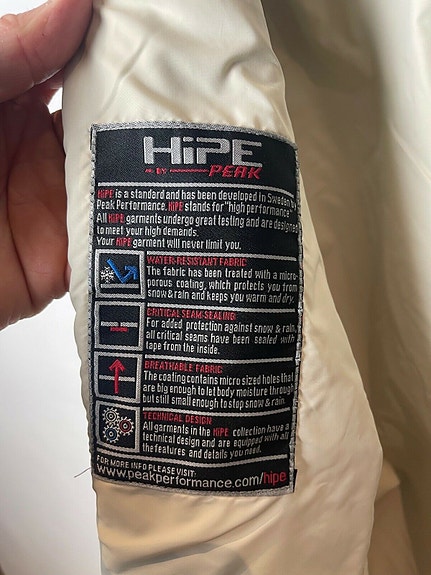 HiPE
BY PEAK
HiPE is a standard and has been developed in Sweden by
Peak Performance. HiPE stands for "high performance"
All HiPE garments undergo great testing and are designed
to meet your high demands.
Your HiPE garment will never limit you.
WATER-RESISTANT FABRIC
The fabric has been treated with a micro-
porous coating, which protects you from
snow & rain and keeps you warm and dry.
CRITICAL SEAM SEALING
For added protection against snow & rain,
all critical seams have been sealed with
tape from the inside.
BREATHABLE FABRIC
The coating contains micro sized holes that
are big enough to let body moisture through
but still small enough to stop snow & rain.
TECHNICAL DESIGN
All garments in the HiPE collection have a
technical design and are equipped with all
the features and details you need.
FOR MORE INFO PLEASE VISIT:
www.peakperformance.com/hipe